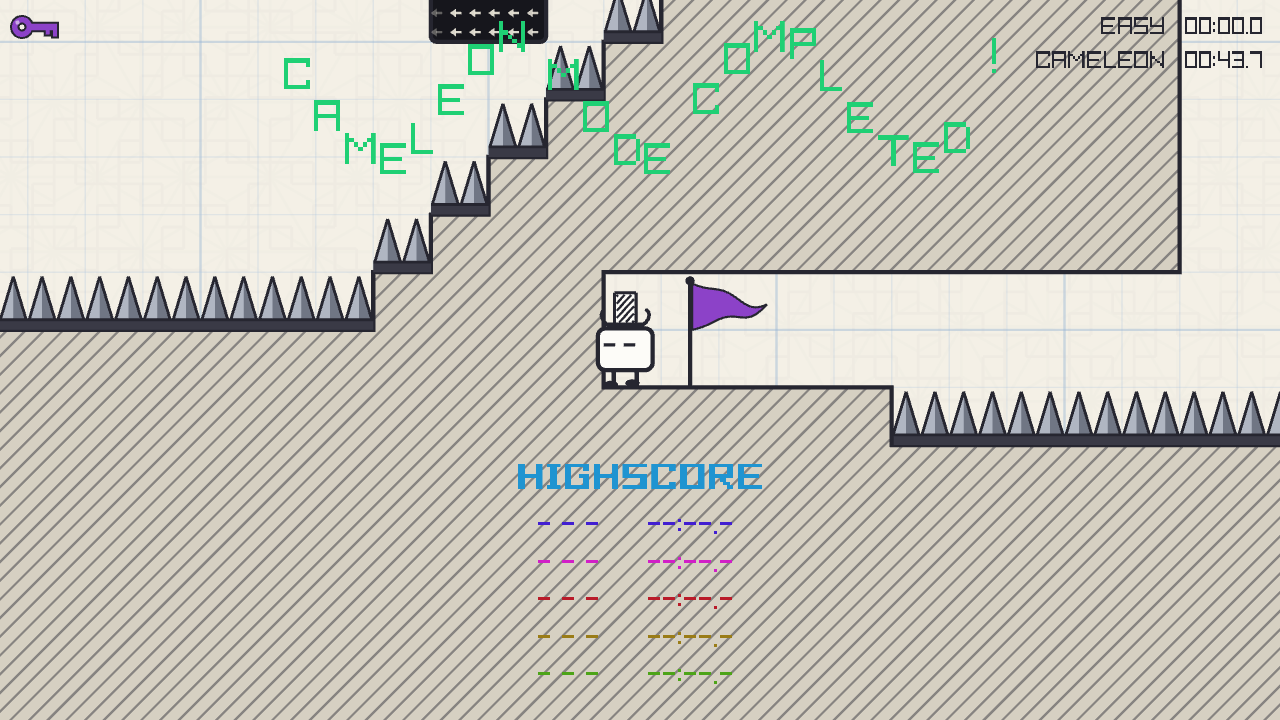 EASY 00:00.0
CAMELEON 00:43.7
CAMELEON MODE COMPLETED!
HIGHSCORE
--- --:--.-
--- --:--.-
--- --:--.-
--- --:--.-
--- --:--.-